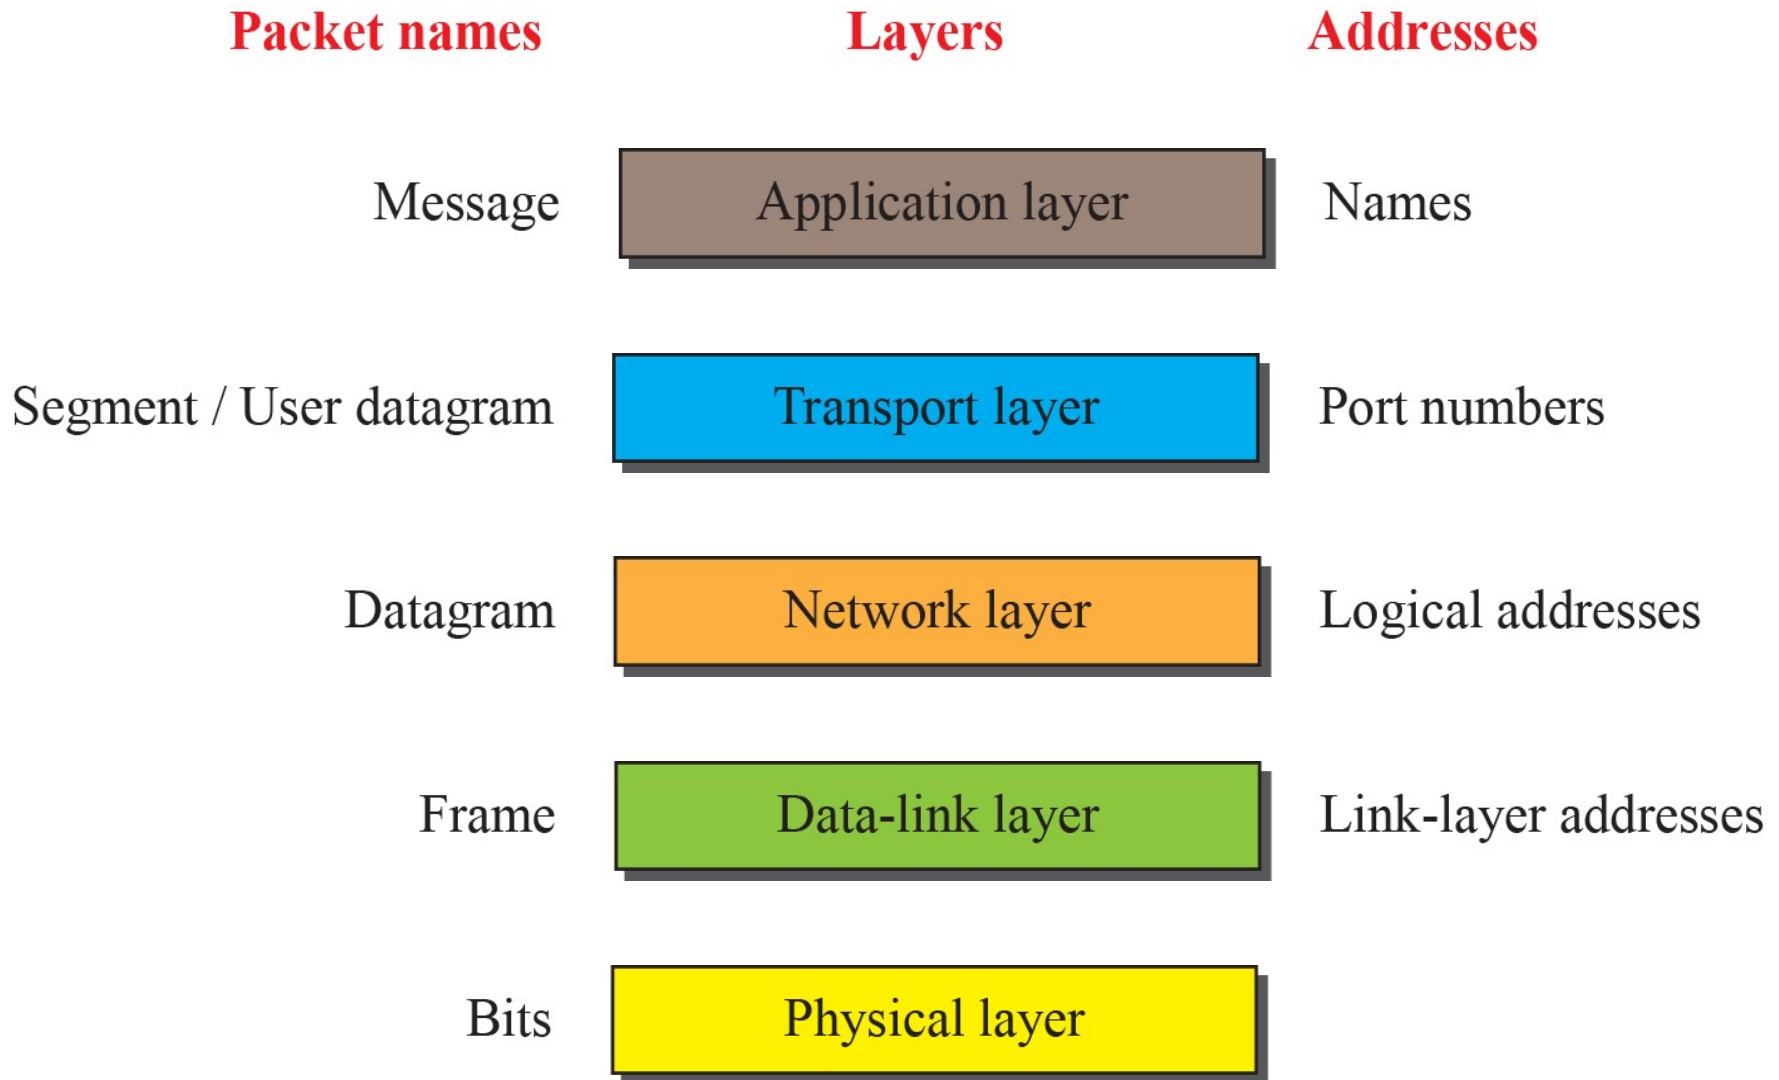 Packet names Layers Addresses
Message Application layer Names
Segment / User datagram Transport layer Port numbers
Datagram Network layer Logical addresses
Frame Data-link layer Link-layer addresses
Bits Physical layer